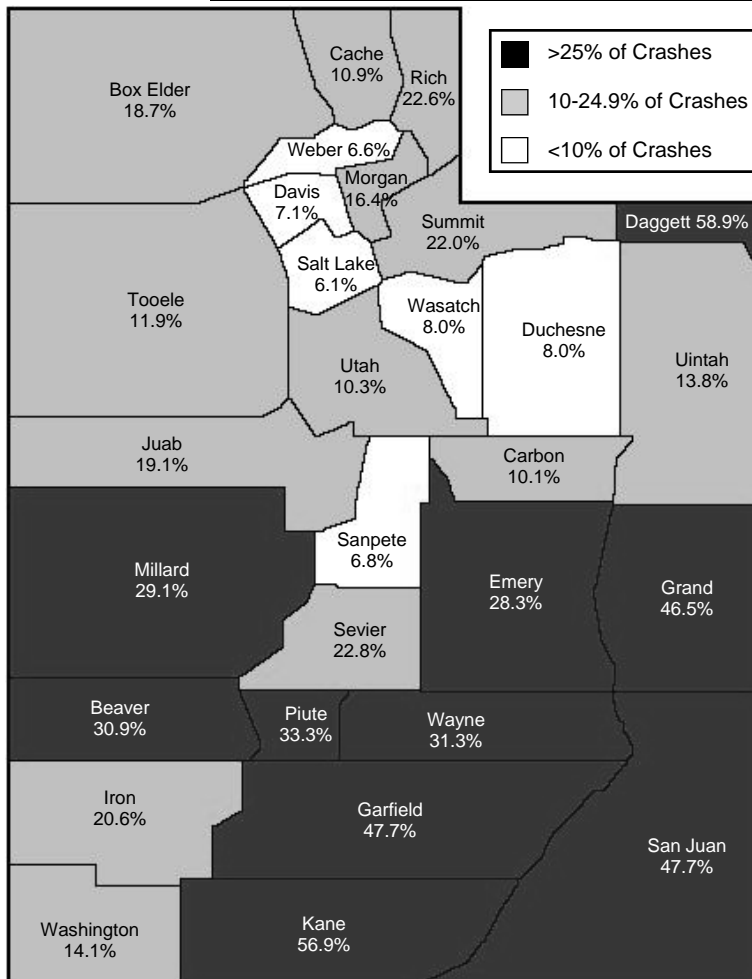 >25% of Crashes
10-24.9% of Crashes
<10% of Crashes
Cache
10.9%
Rich
22.6%
Box Elder
18.7%
Weber 6.6%
Morgan
16.4%
Davis
7.1%
Summit
22.0%
Daggett 58.9%
Salt Lake
6.1%
Tooele
11.9%
Wasatch
8.0%
Duchesne
8.0%
Uintah
13.8%
Utah
10.3%
Juab
19.1%
Carbon
10.1%
Sanpete
6.8%
Millard
29.1%
Emery
28.3%
Grand
46.5%
Sevier
22.8%
Beaver
30.9%
Piute
33.3%
Wayne
31.3%
Iron
20.6%
Garfield
47.7%
San Juan
47.7%
Washington
14.1%
Kane
56.9%